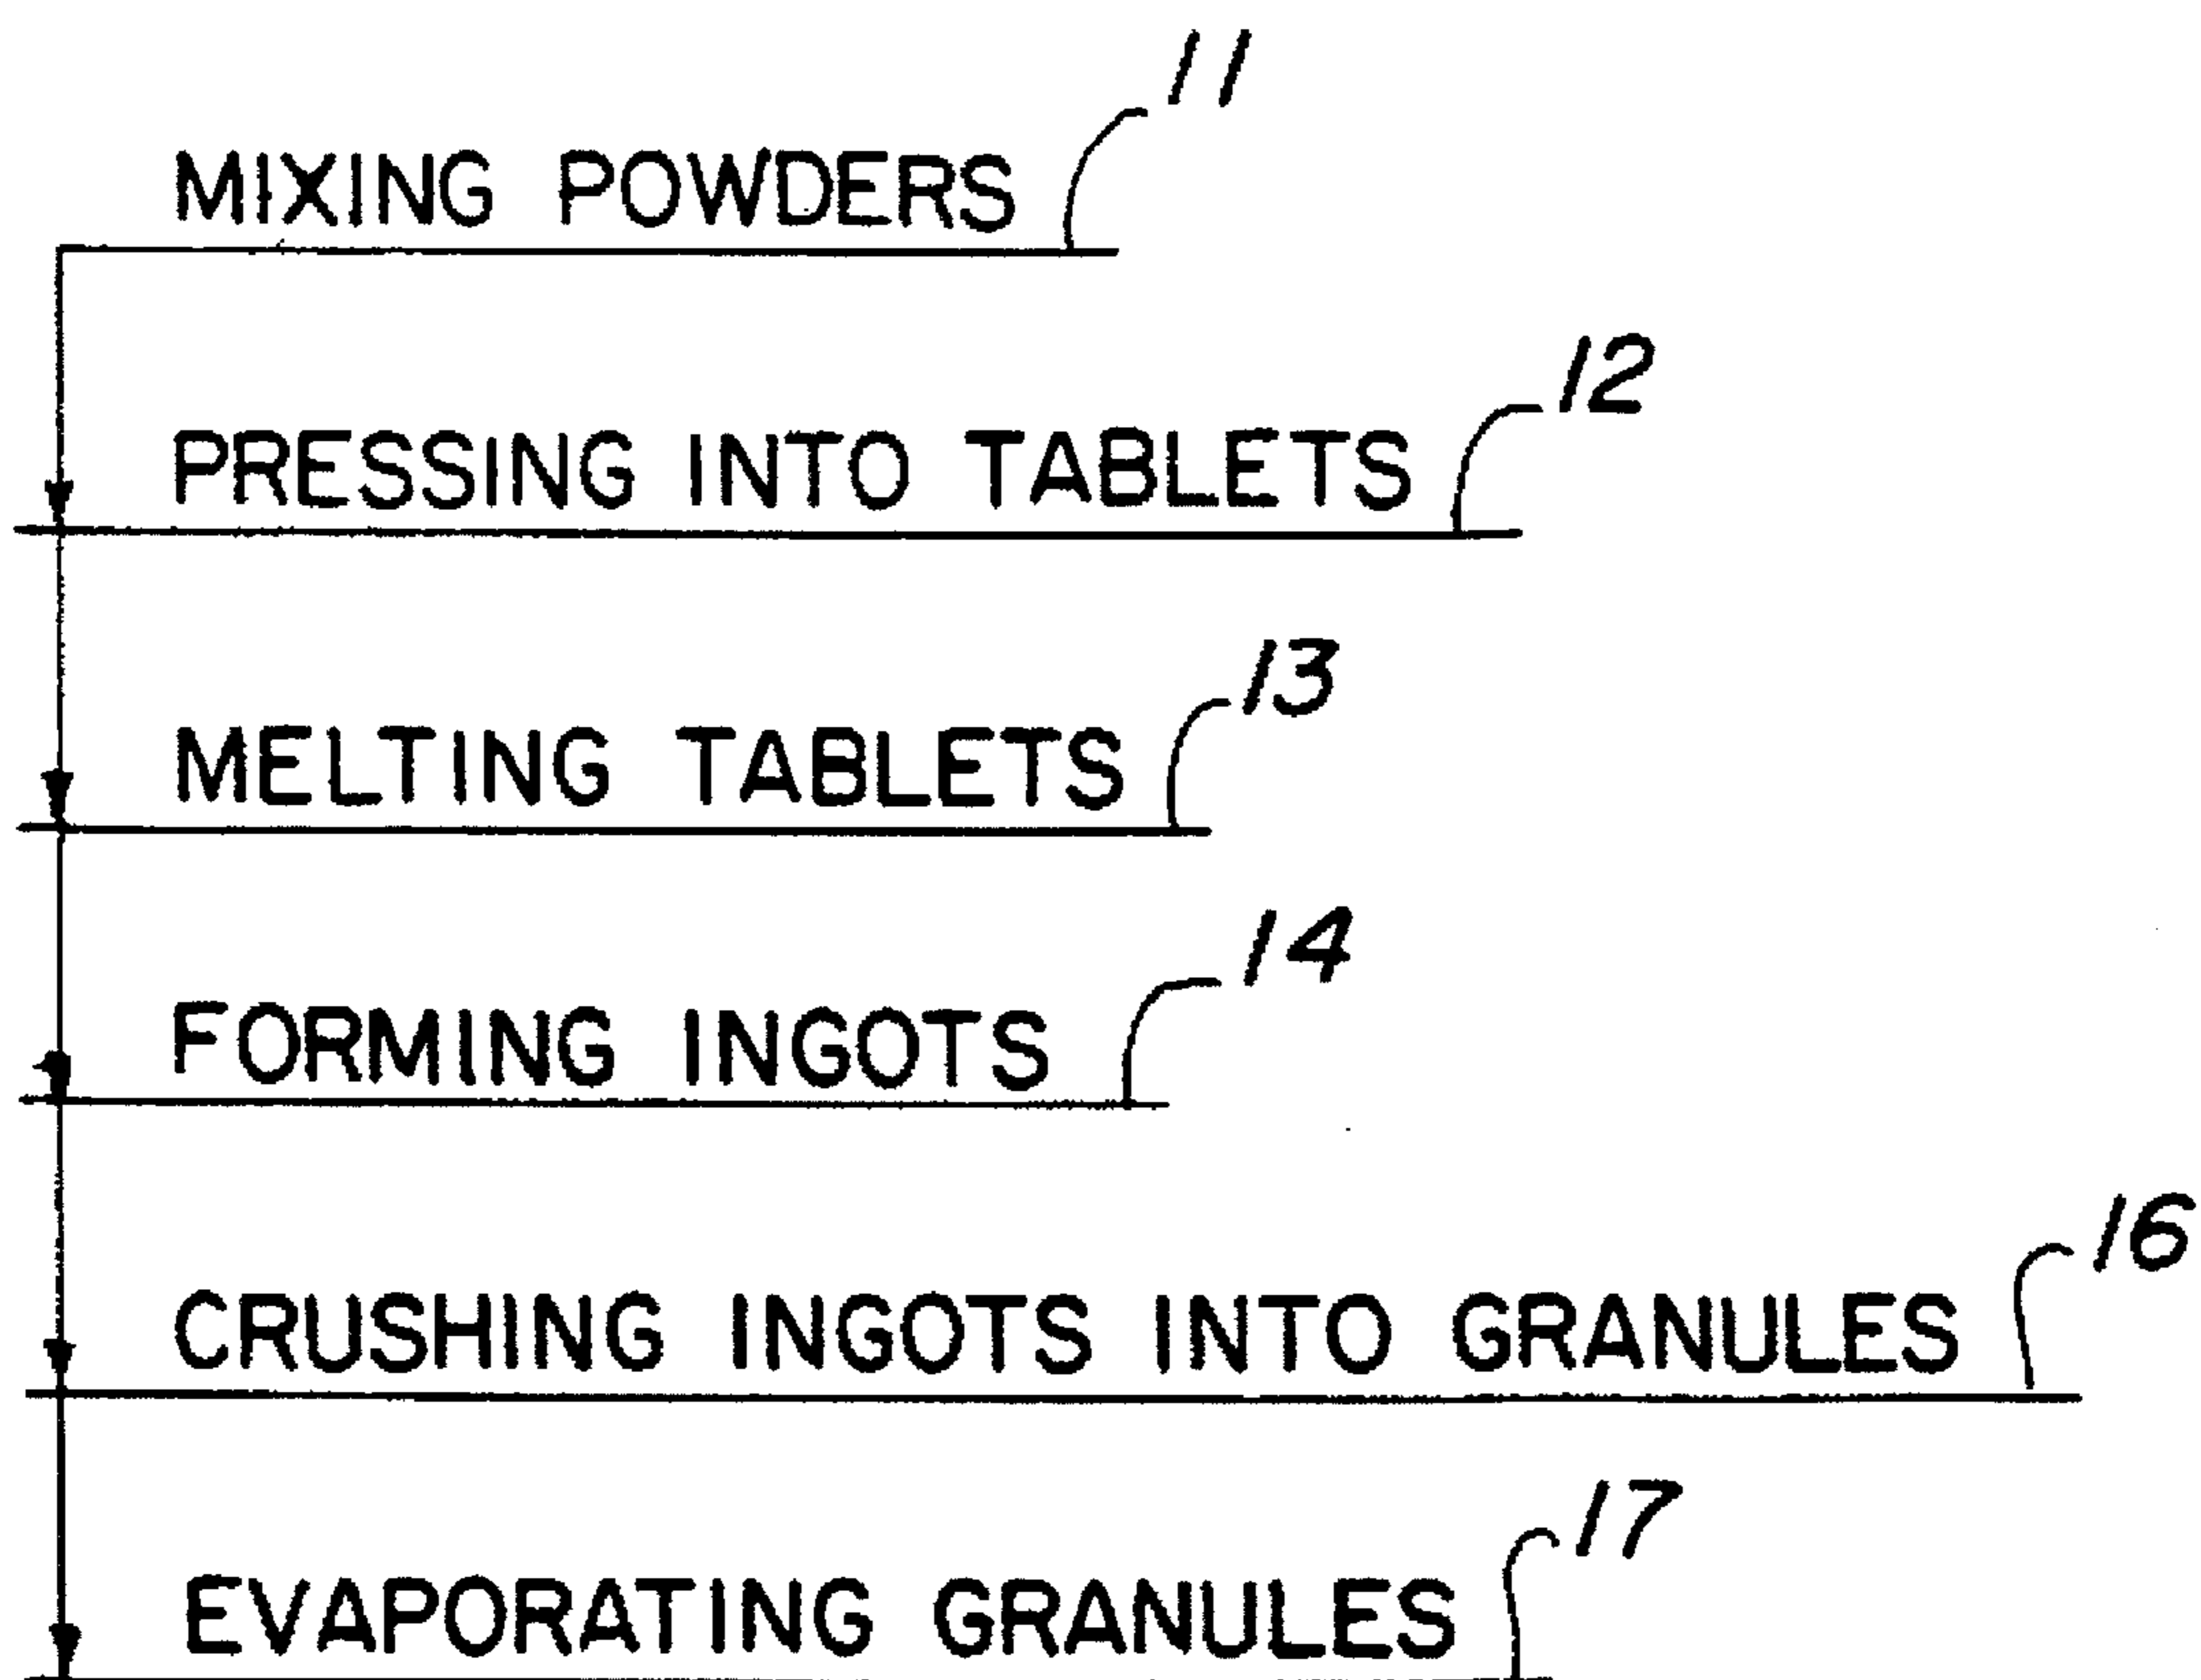 11
MIXING POWDERS
12
PRESSING INTO TABLETS
13
MELTING TABLETS
14
FORMING INGOTS
16
CRUSHING INGOTS INTO GRANULES
17
EVAPORATING GRANULES